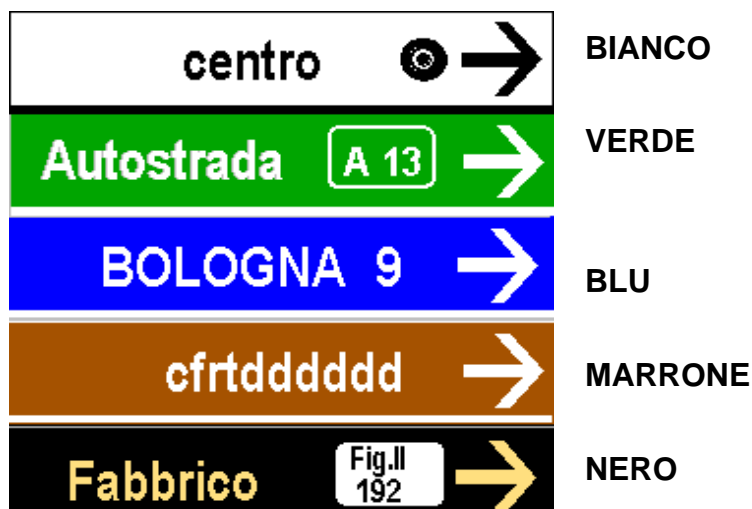 centro
BIANCO
Autostrada A 13
VERDE
BOLOGNA 9
BLU
cfrtdddddd
MARRONE
Fabbrico Fig.II 192
NERO